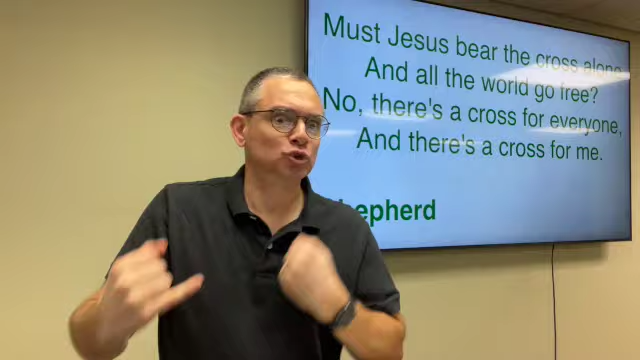 Must Jesus bear the cross alone
And all the world go free?
No, there's a cross for everyone,
And there's a cross for me.
hepherd